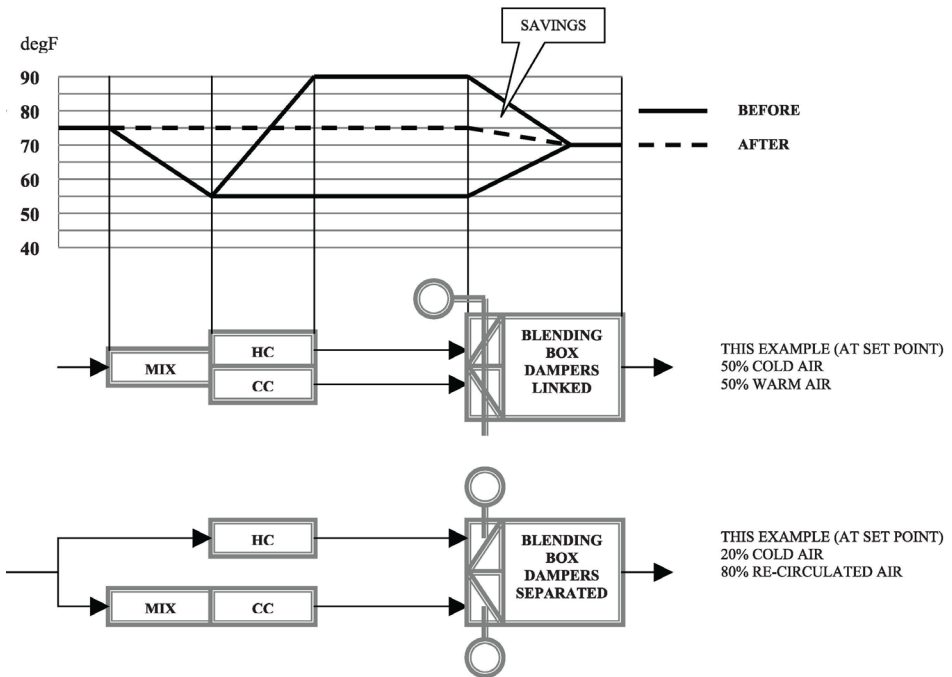 SAVINGS
degF
90
80
70
60
50
40
BEFORE
AFTER
HC
MIX
CC
BLENDING
BOX
DAMPERS
LINKED
THIS EXAMPLE (AT SET POINT)
50% COLD AIR
50% WARM AIR
HC
MIX
CC
BLENDING
BOX
DAMPERS
SEPARATED
THIS EXAMPLE (AT SET POINT)
20% COLD AIR
80% RE-CIRCULATED AIR